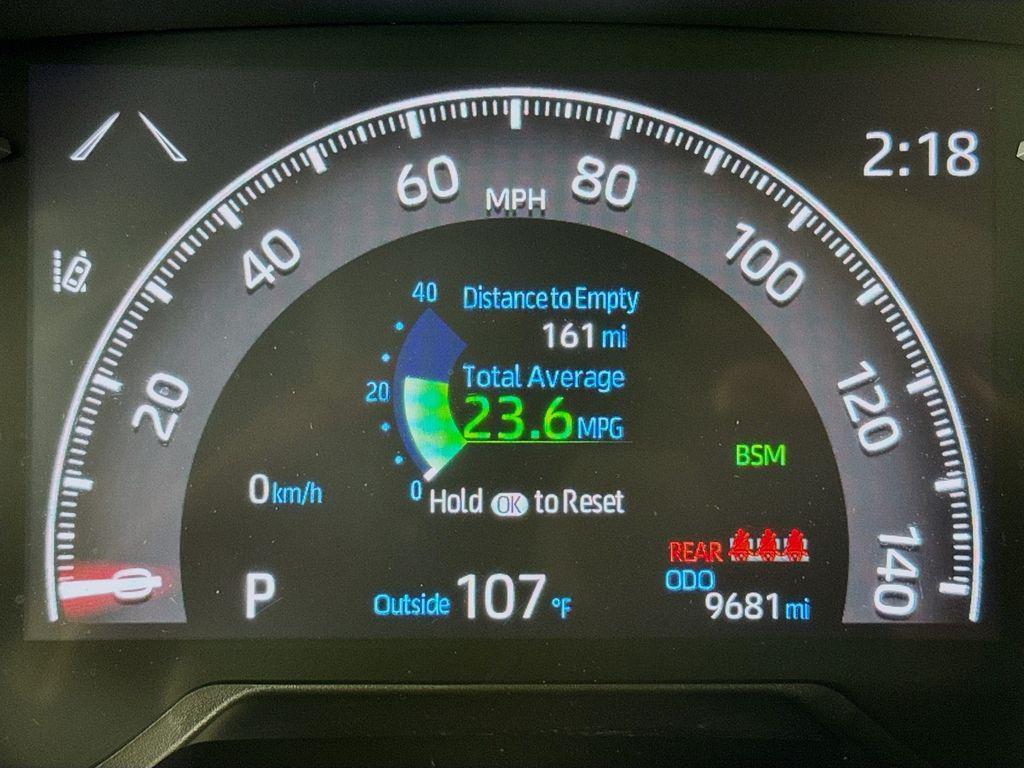 2:18
60
80
MPH
40
100
20
120
0
140
40
Distance to Empty
161 mi
20
Total Average
23.6 MPG
0
Hold OK to Reset
BSM
0 km/h
REAR
ODO
9681 mi
P
Outside 107 °F